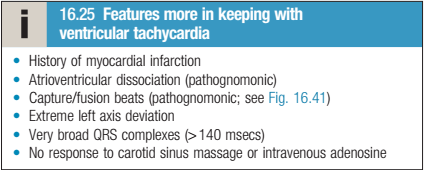 i
16.25 Features more in keeping with
ventricular tachycardia
• History of myocardial infarction
• Atrioventricular dissociation (pathognomonic)
• Capture/fusion beats (pathognomonic; see Fig. 16.41)
• Extreme left axis deviation
• Very broad QRS complexes (>140 msecs)
• No response to carotid sinus massage or intravenous adenosine